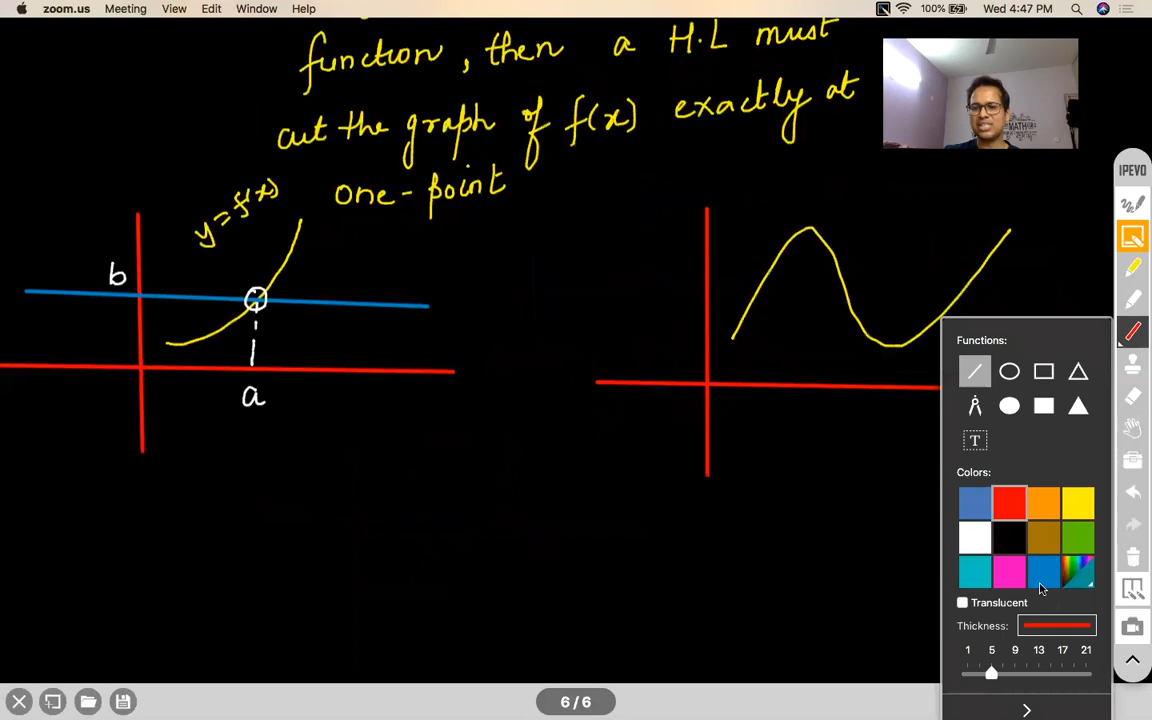 zoom.us Meeting View Edit Window Help 100% Wed 4:47 PM
function, then a H.L must
cut the graph of f(x) exactly at
one-point
y=f(x)
b
a
MATH
IPEVO
Functions:
T
Colors:
Translucent
Thickness:
1 5 9 13 17 21
6/6